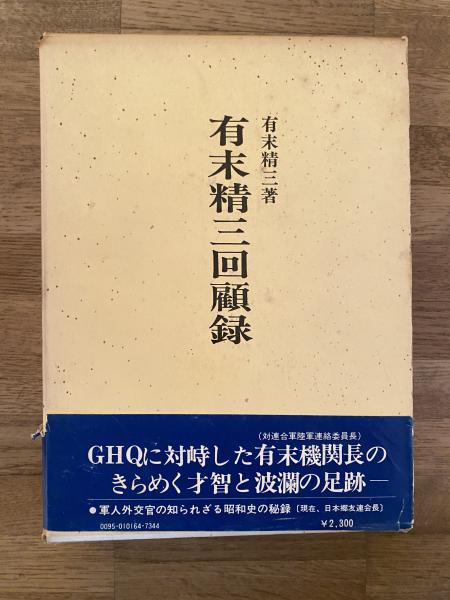 有末精三著
有末精三回顧録
（対連合軍陸軍連絡委員長）
GHQに対峙した有末機関長の
きらめく才智と波瀾の足跡―
●軍人外交官の知られざる昭和史の秘録〔現在、日本郷友連会長〕
0095-010164-7344
￥2,300